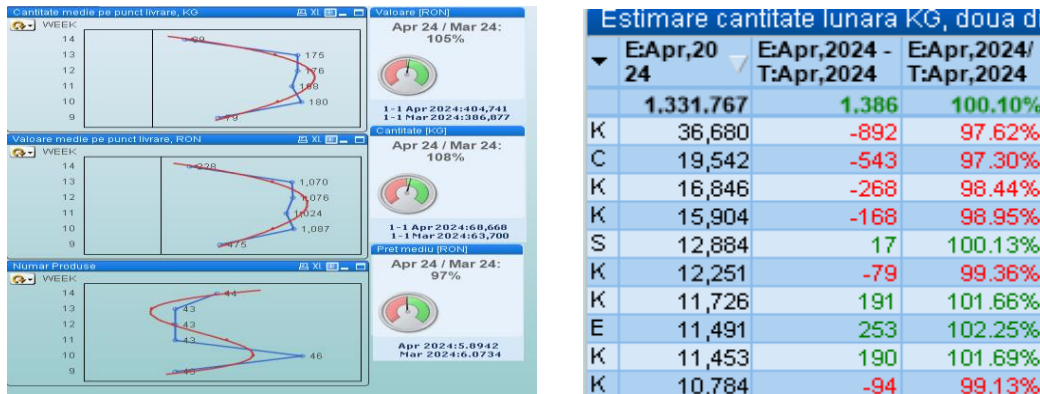 Cantitate medie pe punct livrare, KG
XL
WEEK
14
13
12
11
10
9
175
180
79
Valoare medie pe punct livrare, RON
XL
WEEK
14
13
12
11
10
9
228
1,070
1,076
1,024
1,087
475
Numar Produse
XL
WEEK
14
13
12
11
10
9
44
43
43
43
46
Valoare [RON]
Apr 24 / Mar 24:
105%
1-1 Apr 2024:404,741
1-1 Mar 2024:386,877
Cantitate [KG]
Apr 24 / Mar 24:
108%
1-1 Apr 2024:68,668
1-1 Mar 2024:63,700
Pret mediu [RON]
Apr 24 / Mar 24:
97%
Apr 2024:5.8942
Mar 2024:6.0734
Estimare cantitate lunara KG, doua
E:Apr,20 E:Apr,2024 - E:Apr,2024/
24 T:Apr,2024 T:Apr,2024
1,331,767 1,386 100.10%
K 36,680 -892 97.62%
C 19,542 -543 97.30%
K 16,846 -268 98.44%
K 15,904 -168 98.95%
S 12,884 17 100.13%
K 12,251 -79 99.36%
K 11,726 191 101.66%
E 11,491 253 102.25%
K 11,453 190 101.69%
K 10,784 -94 99.13%